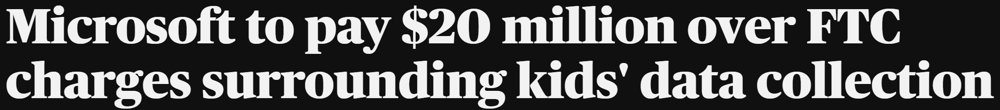 Microsoft to pay $20 million over FTC
charges surrounding kids' data collection